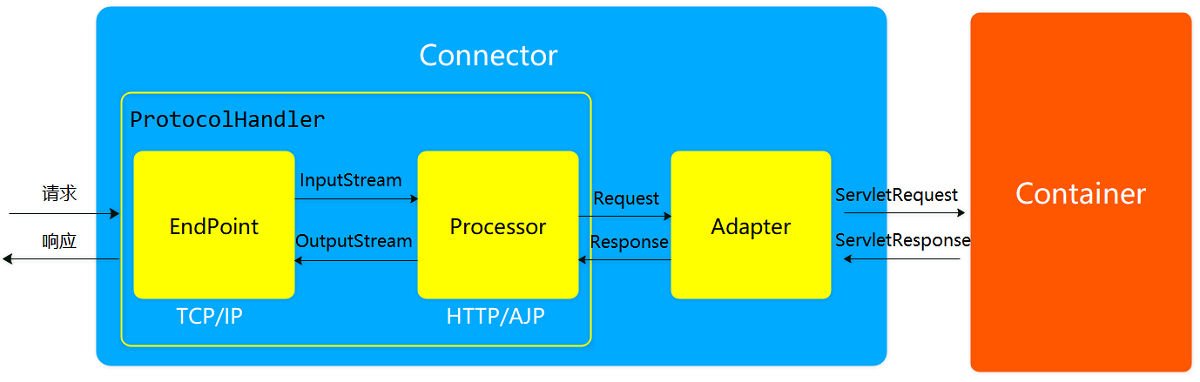 Connector
ProtocolHandler
请求
响应
EndPoint
TCP/IP
InputStream
OutputStream
Processor
HTTP/AJP
Request
Response
Adapter
ServletRequest
ServletResponse
Container